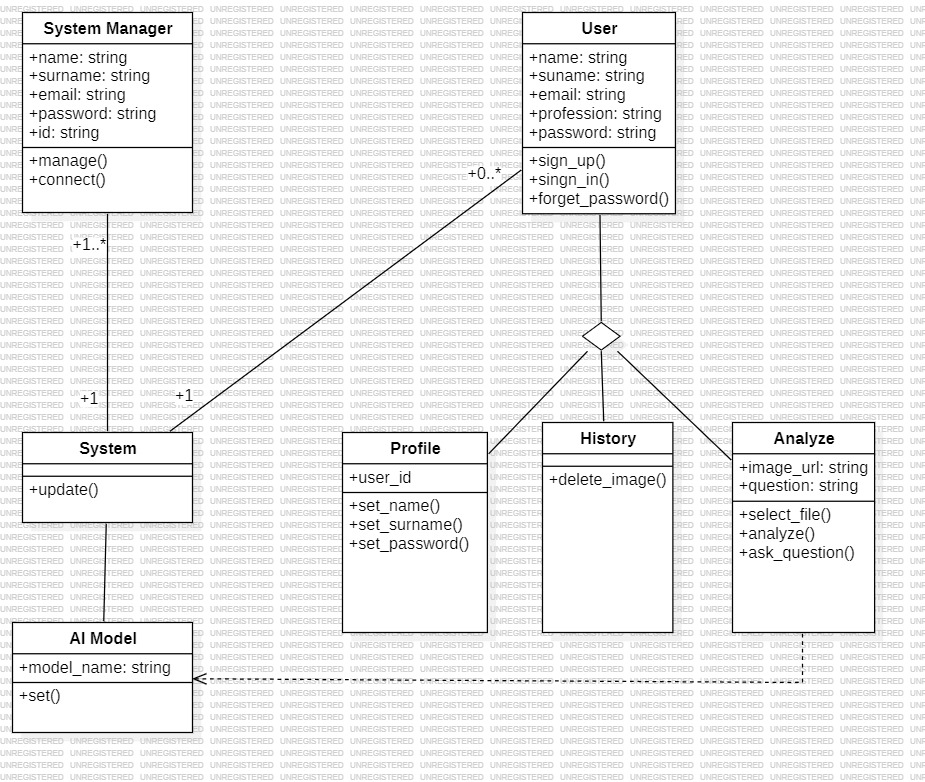 System Manager
+name: string
+surname: string
+email: string
+password: string
+id: string
+manage()
+connect()
User
+name: string
+suname: string
+email: string
+profession: string
+password: string
+sign_up()
+singn_in()
+forget_password()
+0..*
+1..*
+1
+1
System
+update()
Profile
+user_id
+set_name()
+set_surname()
+set_password()
History
+delete_image()
Analyze
+image_url: string
+question: string
+select_file()
+analyze()
+ask_question()
AI Model
+model_name: string
+set()
UNREGISTERED